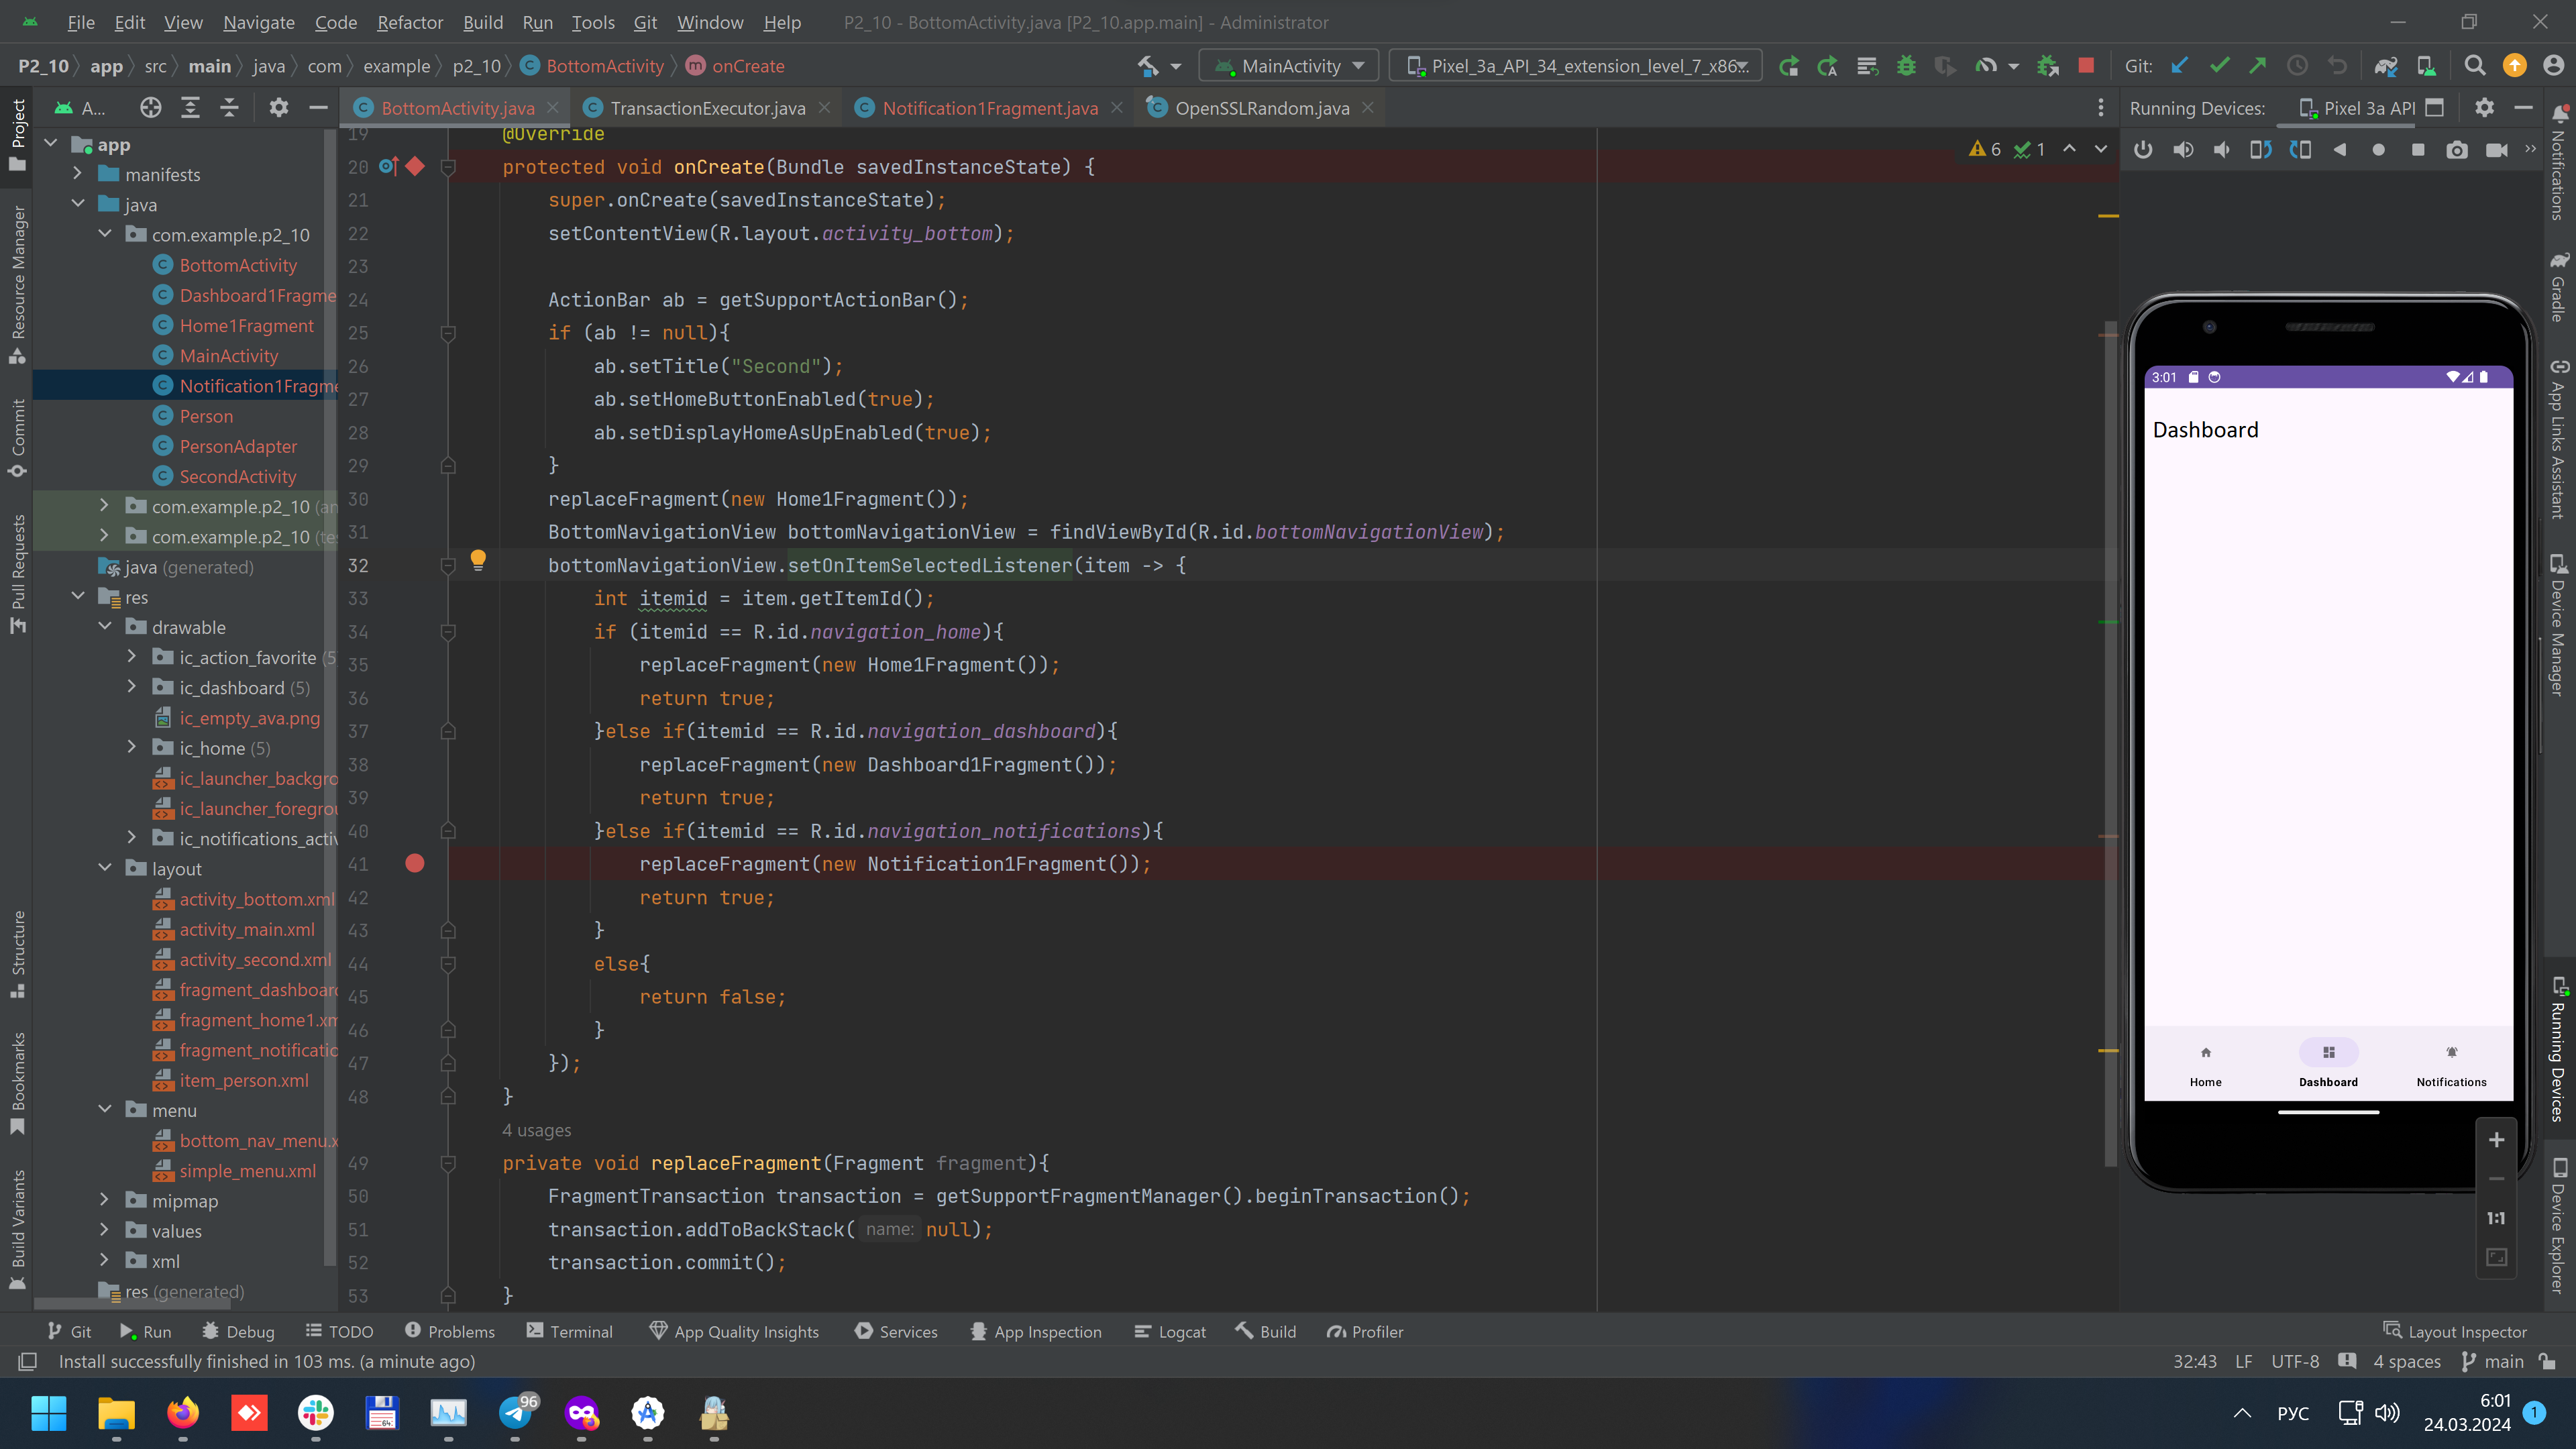 File Edit View Navigate Code Refactor Build Run Tools Git Window Help P2_10 - BottomActivity.java [P2_10.app.main] - Administrator
P2_10 app src main java com example p2_10 BottomActivity onCreate MainActivity Pixel_3a_API_34_extension_level_7_x86... Git:
A... BottomActivity.java TransactionExecutor.java Notification1Fragment.java OpenSSLRandom.java Running Devices: Pixel 3a API
Project
Resource Manager
Commit
Pull Requests
Structure
Bookmarks
Build Variants
app
manifests
java
com.example.p2_10
BottomActivity
Dashboard1Fragme
Home1Fragment
MainActivity
Notification1Fragme
Person
PersonAdapter
SecondActivity
com.example.p2_10 (an
com.example.p2_10 (te
java (generated)
res
drawable
ic_action_favorite (5
ic_dashboard (5)
ic_empty_ava.png
ic_home (5)
ic_launcher_backgro
ic_launcher_foregrou
ic_notifications_activ
layout
activity_bottom.xml
activity_main.xml
activity_second.xml
fragment_dashboard
fragment_home1.xm
fragment_notificatio
item_person.xml
menu
bottom_nav_menu.x
simple_menu.xml
mipmap
values
xml
res (generated)
6 1
19 @Override
20 protected void onCreate(Bundle savedInstanceState) {
21 super.onCreate(savedInstanceState);
22 setContentView(R.layout.activity_bottom);
23
24 ActionBar ab = getSupportActionBar();
25 if (ab != null){
26 ab.setTitle("Second");
27 ab.setHomeButtonEnabled(true);
28 ab.setDisplayHomeAsUpEnabled(true);
29 }
30 replaceFragment(new Home1Fragment());
31 BottomNavigationView bottomNavigationView = findViewById(R.id.bottomNavigationView);
32 bottomNavigationView.setOnItemSelectedListener(item -> {
33 int itemid = item.getItemId();
34 if (itemid == R.id.navigation_home){
35 replaceFragment(new Home1Fragment());
36 return true;
37 }else if(itemid == R.id.navigation_dashboard){
38 replaceFragment(new Dashboard1Fragment());
39 return true;
40 }else if(itemid == R.id.navigation_notifications){
41 replaceFragment(new Notification1Fragment());
42 return true;
43 }
44 else{
45 return false;
46 }
47 });
48 }
4 usages
49 private void replaceFragment(Fragment fragment){
50 FragmentTransaction transaction = getSupportFragmentManager().beginTransaction();
51 transaction.addToBackStack( name: null);
52 transaction.commit();
53 }
3:01
Dashboard
Home Dashboard Notifications
1:1
Notifications
Gradle
App Links Assistant
Device Manager
Running Devices
Device Explorer
Git Run Debug TODO Problems Terminal App Quality Insights Services App Inspection Logcat Build Profiler Layout Inspector
Install successfully finished in 103 ms. (a minute ago) 32:43 LF UTF-8 4 spaces main
64
96
РУС
6:01
24.03.2024
1